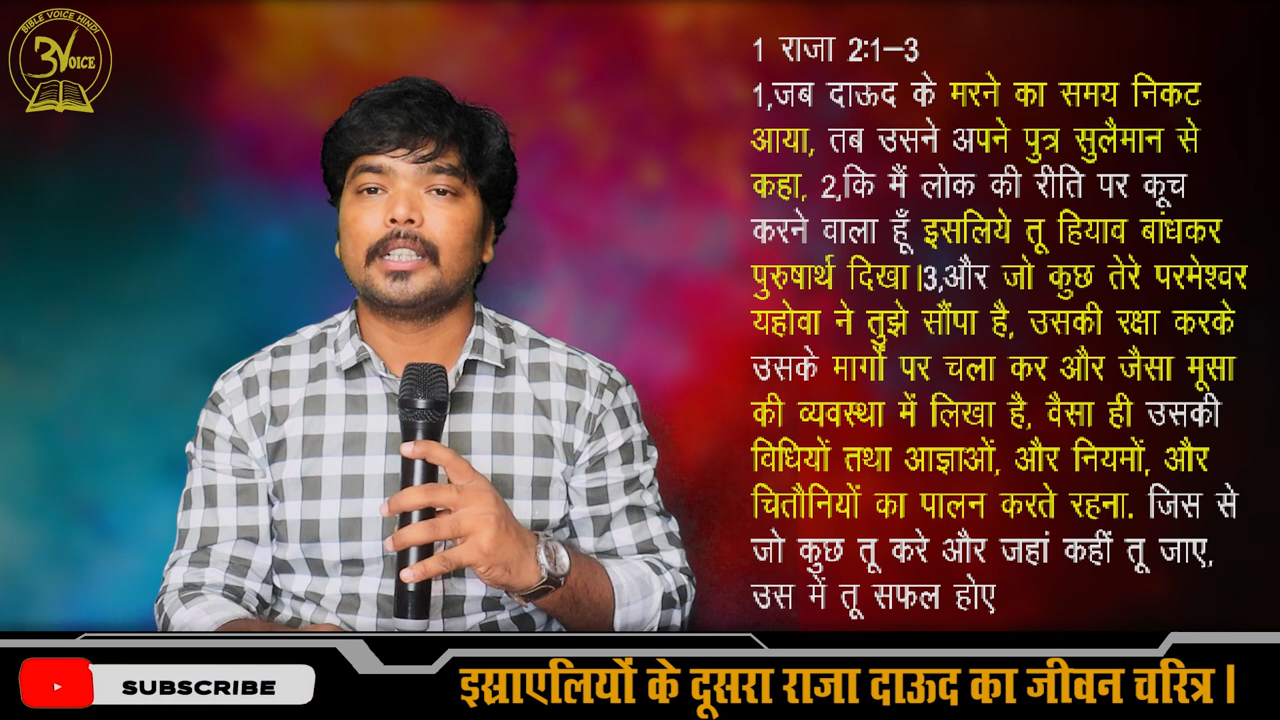 BIBLE VOICE HINDI
3VOICE
1 राजा 2:1–3
1,जब दाऊद के मरने का समय निकट
आया, तब उसने अपने पुत्र सुलैमान से
कहा, 2,कि मैं लोक की रीति पर कूच
करने वाला हूँ इसलिये तू हियाव बांधकर
पुरुषार्थ दिखा।3,और जो कुछ तेरे परमेश्वर
यहोवा ने तुझे सौंपा है, उसकी रक्षा करके
उसके मार्गों पर चला कर और जैसा मूसा
की व्यवस्था में लिखा है, वैसा ही उसकी
विधियों तथा आज्ञाओं, और नियमों, और
चितौनियों का पालन करते रहना. जिस से
जो कुछ तू करे और जहां कहीं तू जाए,
उस में तू सफल होए
SUBSCRIBE
इस्राएलियों के दूसरा राजा दाऊद का जीवन चरित्र।